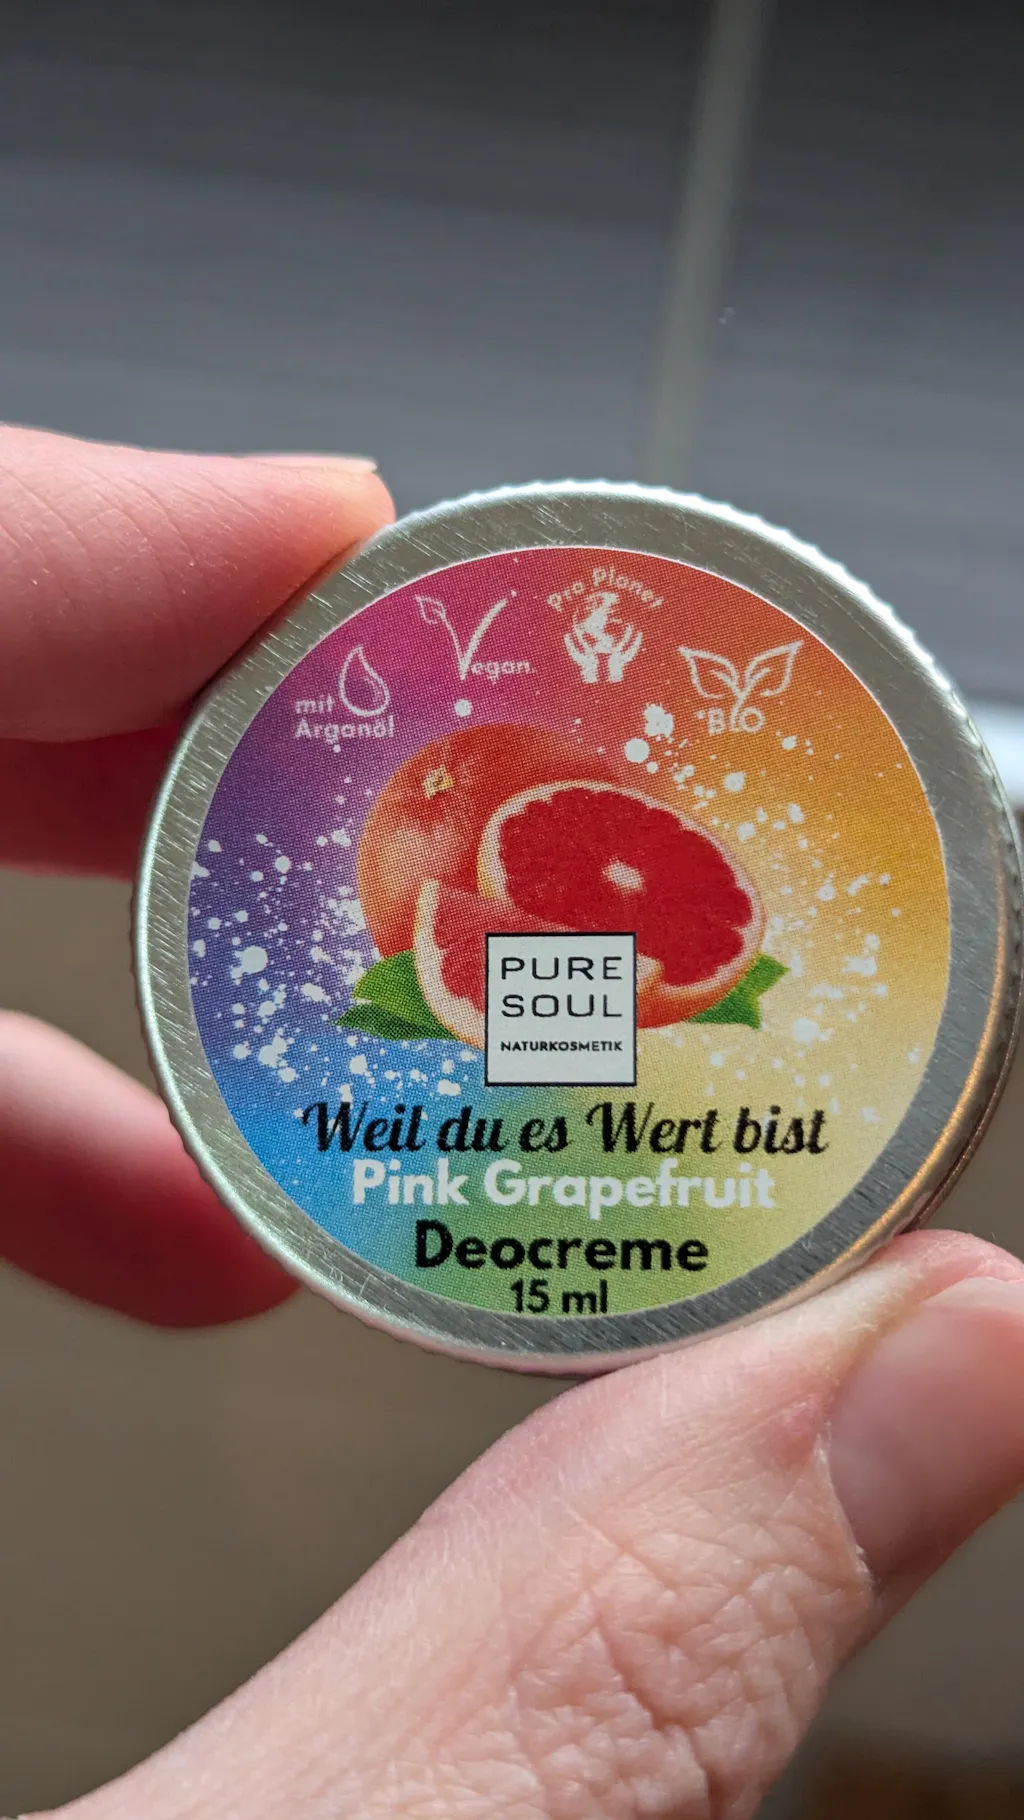 mit
Arganöl
Vegan
Pro Planet
*BIO
PURE
SOUL
NATURKOSMETIK
Weil du es Wert bist
Pink Grapefruit
Deocreme
15 ml